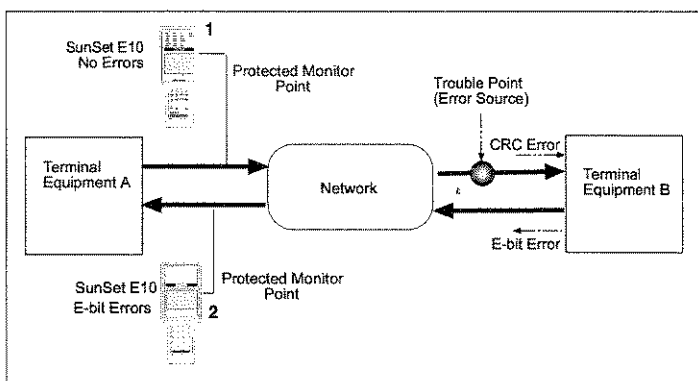 1
SunSet E10
No Errors
Protected Monitor
Point
Trouble Point
(Error Source)
CRC Error
Terminal
Equipment A
Network
Terminal
Equipment B
E-bit Error
SunSet E10
E-bit Errors
Protected Monitor
Point
2